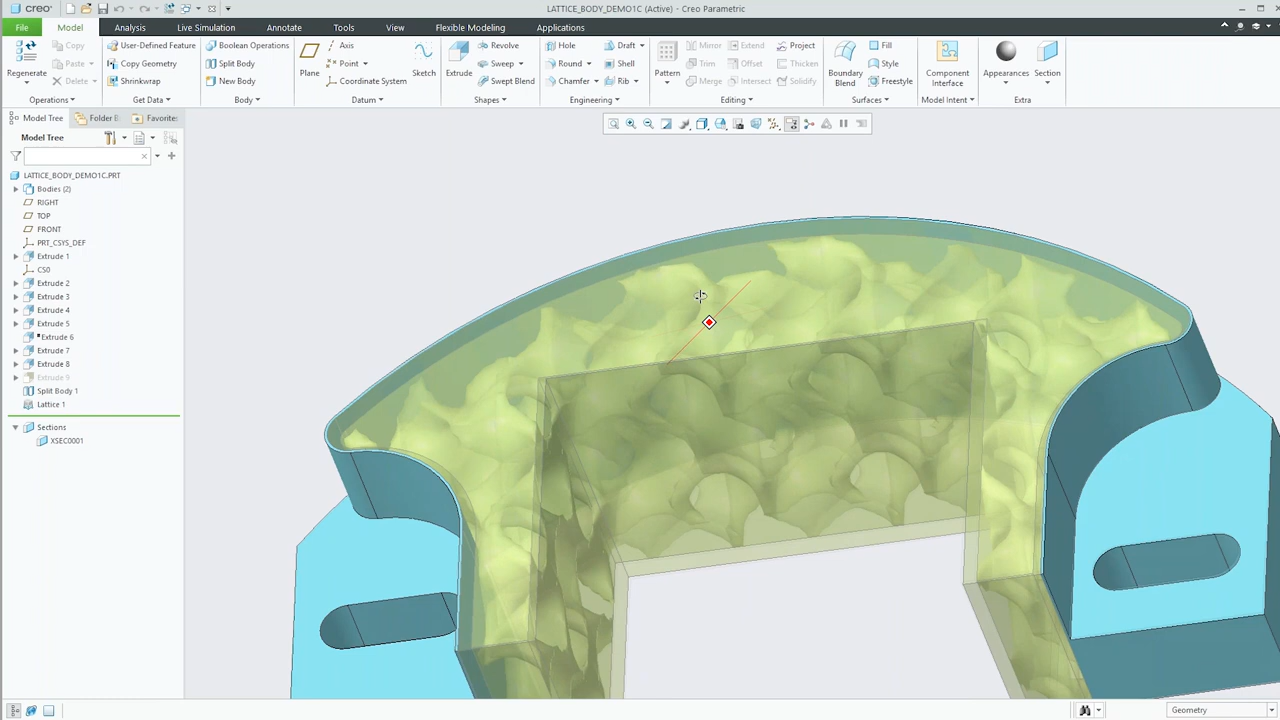 creo
LATTICE_BODY_DEMO1C (Active) - Creo Parametric
File Model Analysis Live Simulation Annotate Tools View Flexible Modeling Applications
Regenerate
Copy
Paste
Delete
Operations
User-Defined Feature
Copy Geometry
Shrinkwrap
Get Data
Boolean Operations
Split Body
New Body
Body
Plane
Axis
Point
Coordinate System
Sketch
Datum
Extrude
Revolve
Sweep
Swept Blend
Shapes
Hole
Round
Chamfer
Draft
Shell
Rib
Engineering
Pattern
Mirror
Trim
Merge
Extend
Offset
Intersect
Project
Thicken
Solidify
Editing
Boundary
Blend
Fill
Style
Freestyle
Surfaces
Component
Interface
Model Intent
Appearances
Section
Extra
Model Tree Folder B Favorite
Model Tree
LATTICE_BODY_DEMO1C.PRT
Bodies (2)
RIGHT
TOP
FRONT
PRT_CSYS_DEF
Extrude 1
CS0
Extrude 2
Extrude 3
Extrude 4
Extrude 5
Extrude 6
Extrude 7
Extrude 8
Extrude 9
Split Body 1
Lattice 1
Sections
XSEC0001
Geometry